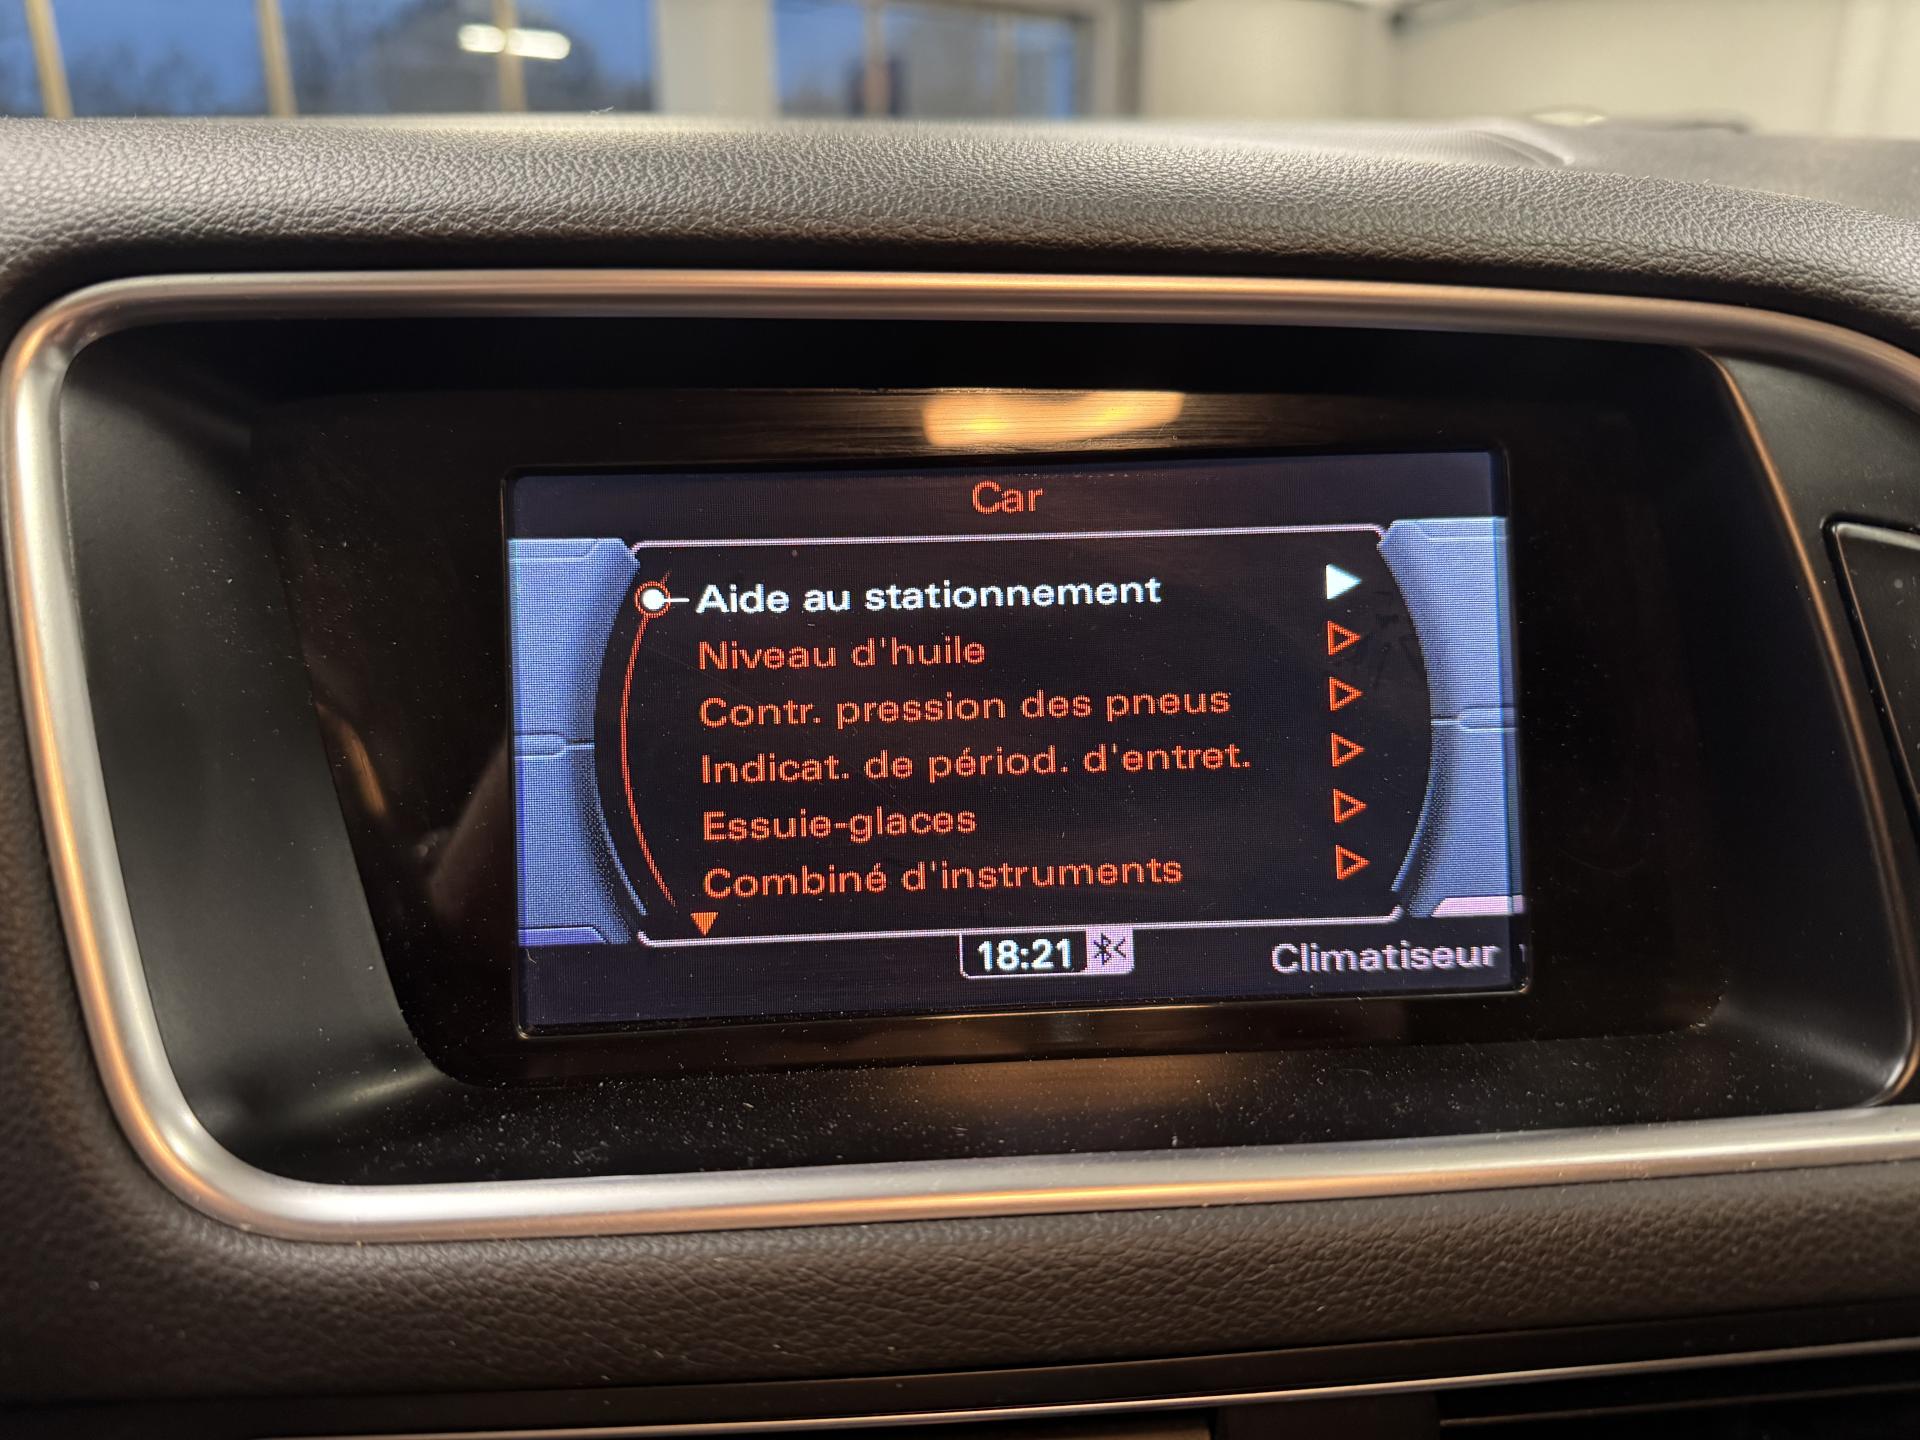 Car
Aide au stationnement
Niveau d'huile
Contr. pression des pneus
Indicat. de périod. d'entret.
Essuie-glaces
Combiné d'instruments
18:21
Climatiseur